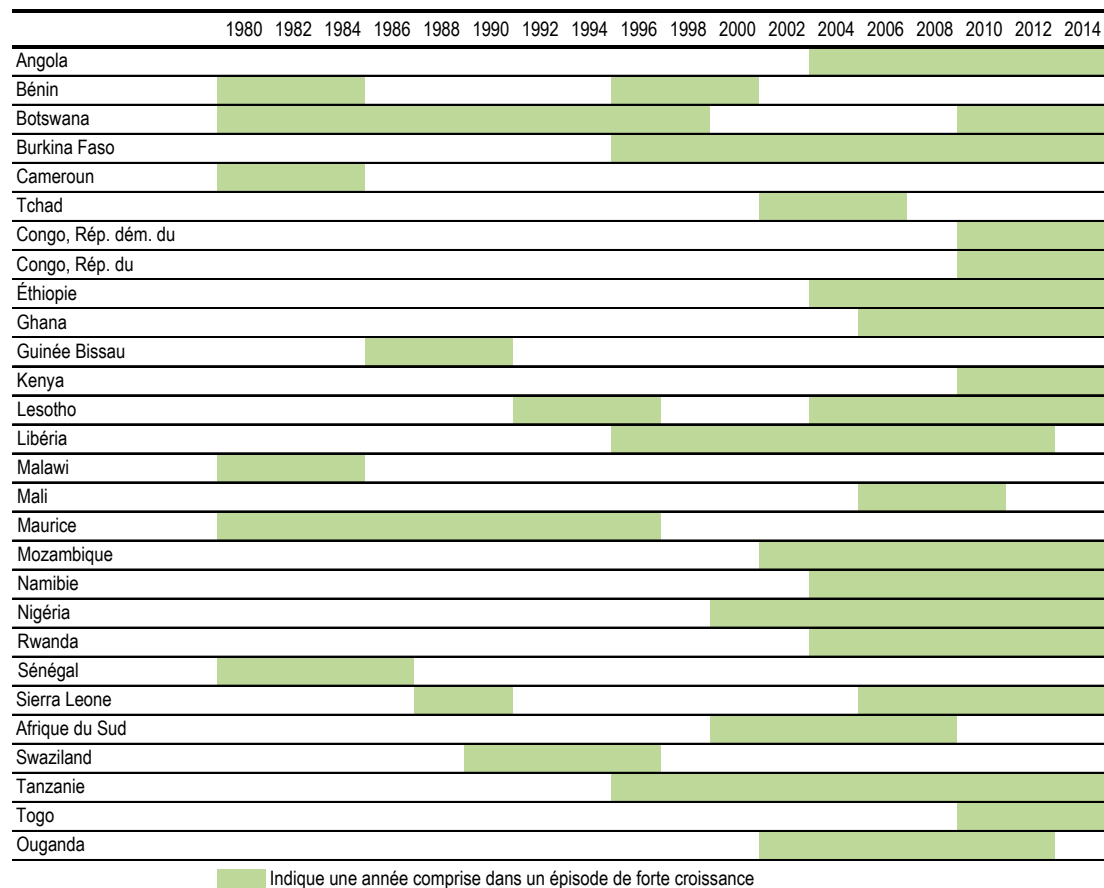 1980 1982 1984 1986 1988 1990 1992 1994 1996 1998 2000 2002 2004 2006 2008 2010 2012 2014
Angola
Bénin
Botswana
Burkina Faso
Cameroun
Tchad
Congo, Rép. dém. du
Congo, Rép. du
Éthiopie
Ghana
Guinée Bissau
Kenya
Lesotho
Libéria
Malawi
Mali
Maurice
Mozambique
Namibie
Nigéria
Rwanda
Sénégal
Sierra Leone
Afrique du Sud
Swaziland
Tanzanie
Togo
Ouganda
Indique une année comprise dans un épisode de forte croissance